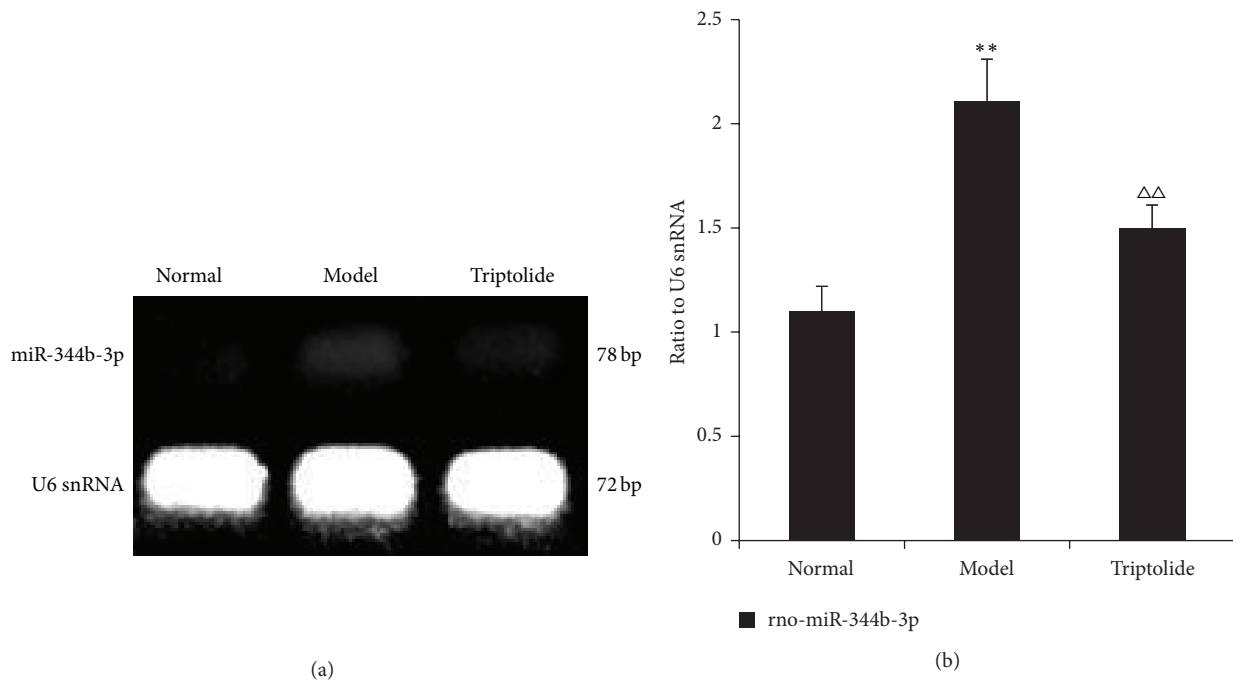 Normal Model Triptolide
miR-344b-3p 78 bp
U6 snRNA 72 bp
(a)
Ratio to U6 snRNA
2.5
2
1.5
1
0.5
0
**
△△
Normal Model Triptolide
rno-miR-344b-3p
(b)